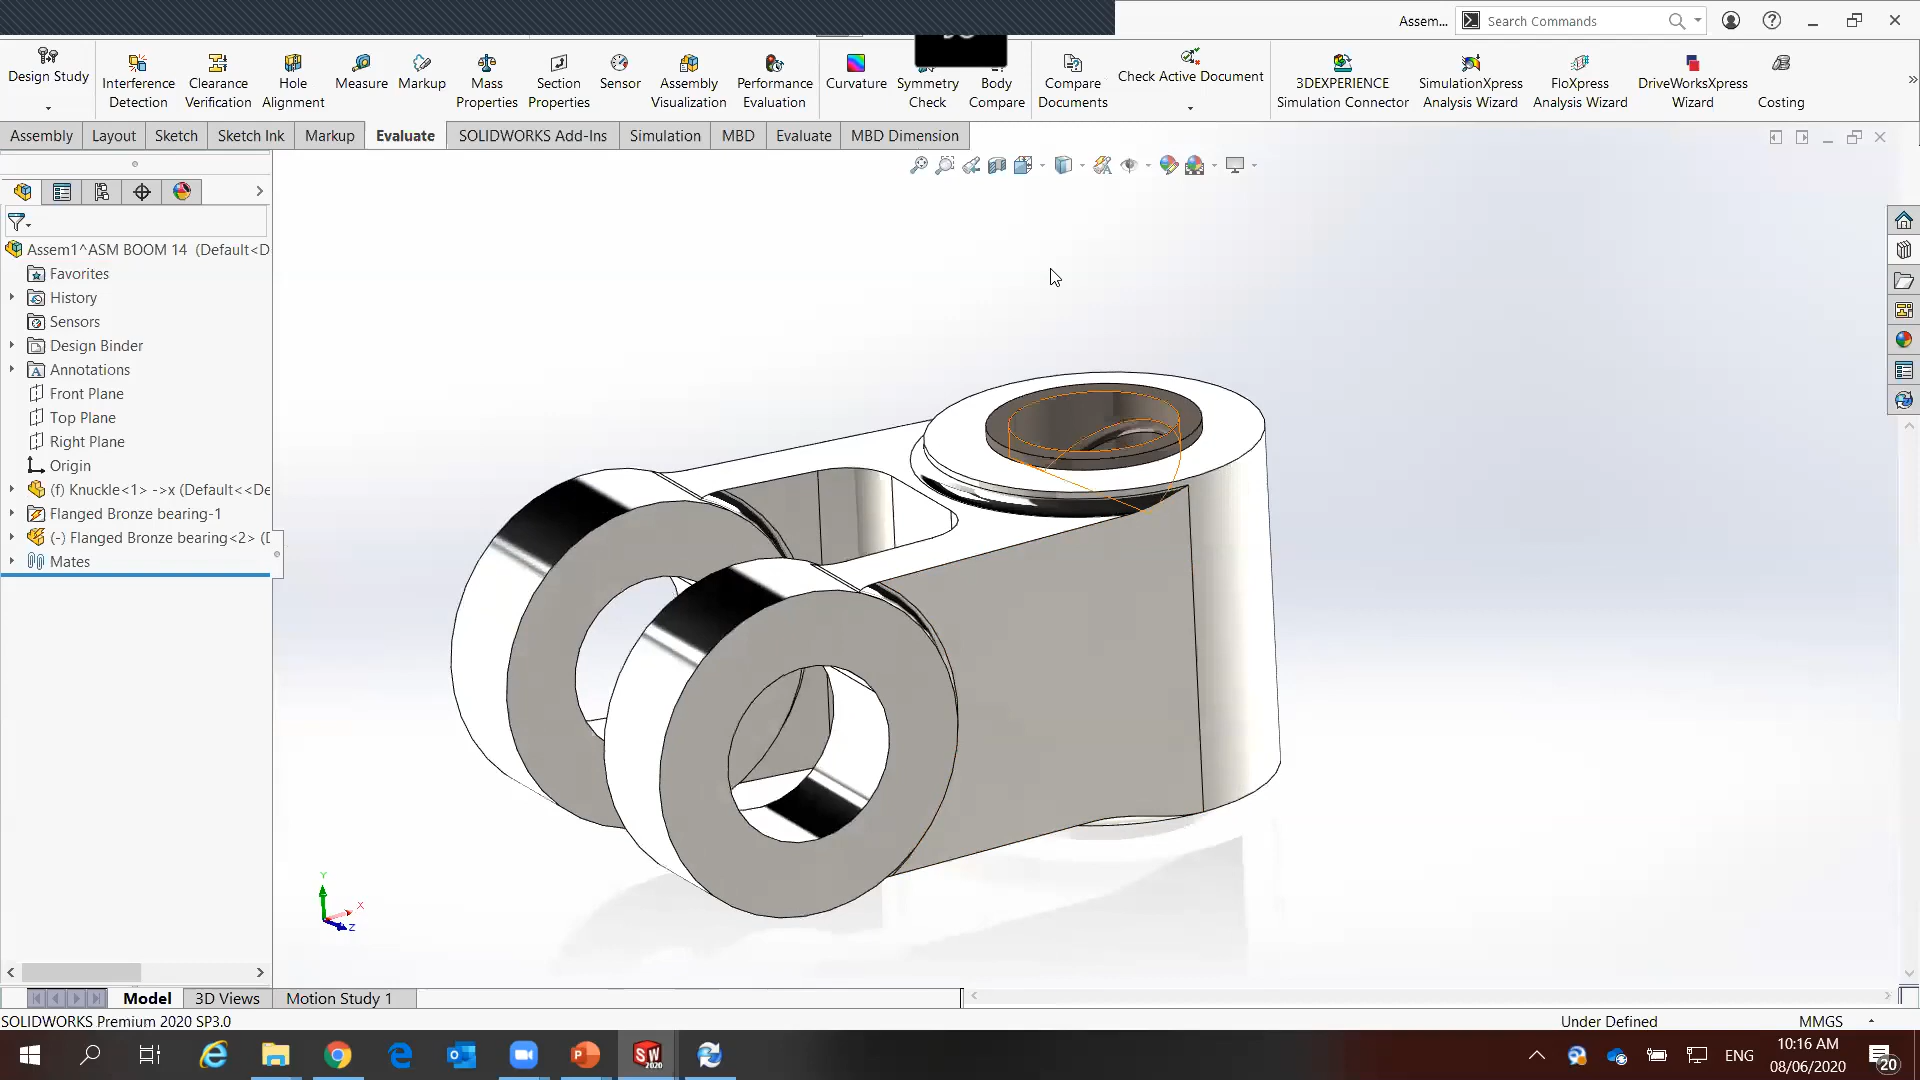 Assem...
Search Commands
Design Study
Interference Detection
Clearance Verification
Hole Alignment
Measure
Markup
Mass Properties
Section Properties
Sensor
Assembly Visualization
Performance Evaluation
Curvature
Symmetry Check
Body Compare
Compare Documents
Check Active Document
3DEXPERIENCE Simulation Connector
SimulationXpress Analysis Wizard
FloXpress Analysis Wizard
DriveWorksXpress Wizard
Costing
Assembly
Layout
Sketch
Sketch Ink
Markup
Evaluate
SOLIDWORKS Add-Ins
Simulation
MBD
Evaluate
MBD Dimension
Assem1^ASM BOOM 14 (Default<D
Favorites
History
Sensors
Design Binder
Annotations
Front Plane
Top Plane
Right Plane
Origin
(f) Knuckle<1> ->x (Default<<De
Flanged Bronze bearing-1
(-) Flanged Bronze bearing<2> (D
Mates
Y
X
Z
Model
3D Views
Motion Study 1
SOLIDWORKS Premium 2020 SP3.0
Under Defined
MMGS
ENG
10:16 AM
08/06/2020
20